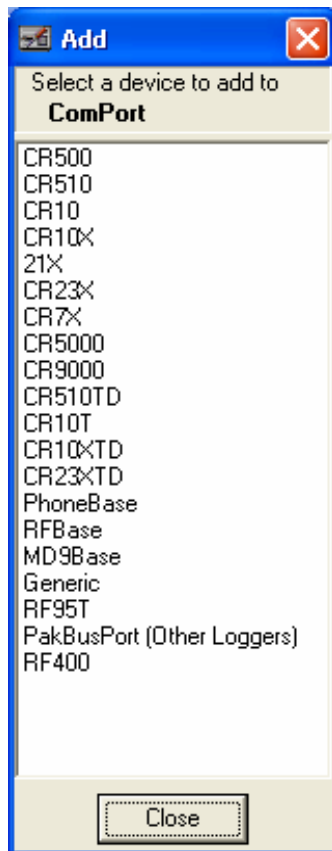 Add
Select a device to add to
ComPort
CR500
CR510
CR10
CR10X
21X
CR23X
CR7X
CR5000
CR9000
CR510TD
CR10T
CR10XTD
CR23XTD
PhoneBase
RFBase
MD9Base
Generic
RF95T
PakBusPort (Other Loggers)
RF400
Close